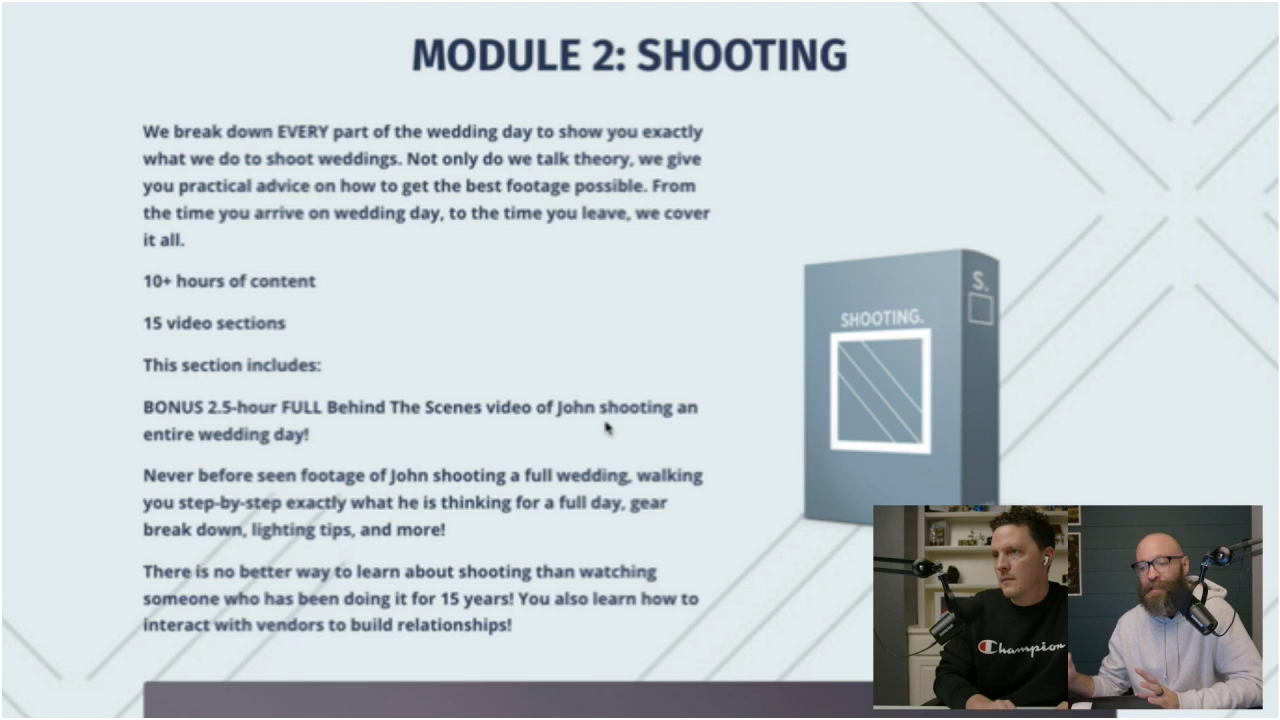 MODULE 2: SHOOTING
We break down EVERY part of the wedding day to show you exactly
what we do to shoot weddings. Not only do we talk theory, we give
you practical advice on how to get the best footage possible. From
the time you arrive on wedding day, to the time you leave, we cover
it all.
10+ hours of content
15 video sections
This section includes:
BONUS 2.5-hour FULL Behind The Scenes video of John shooting an
entire wedding day!
Never before seen footage of John shooting a full wedding, walking
you step-by-step exactly what he is thinking for a full day, gear
break down, lighting tips, and more!
There is no better way to learn about shooting than watching
someone who has been doing it for 15 years! You also learn how to
interact with vendors to build relationships!
S.
SHOOTING.
Champion